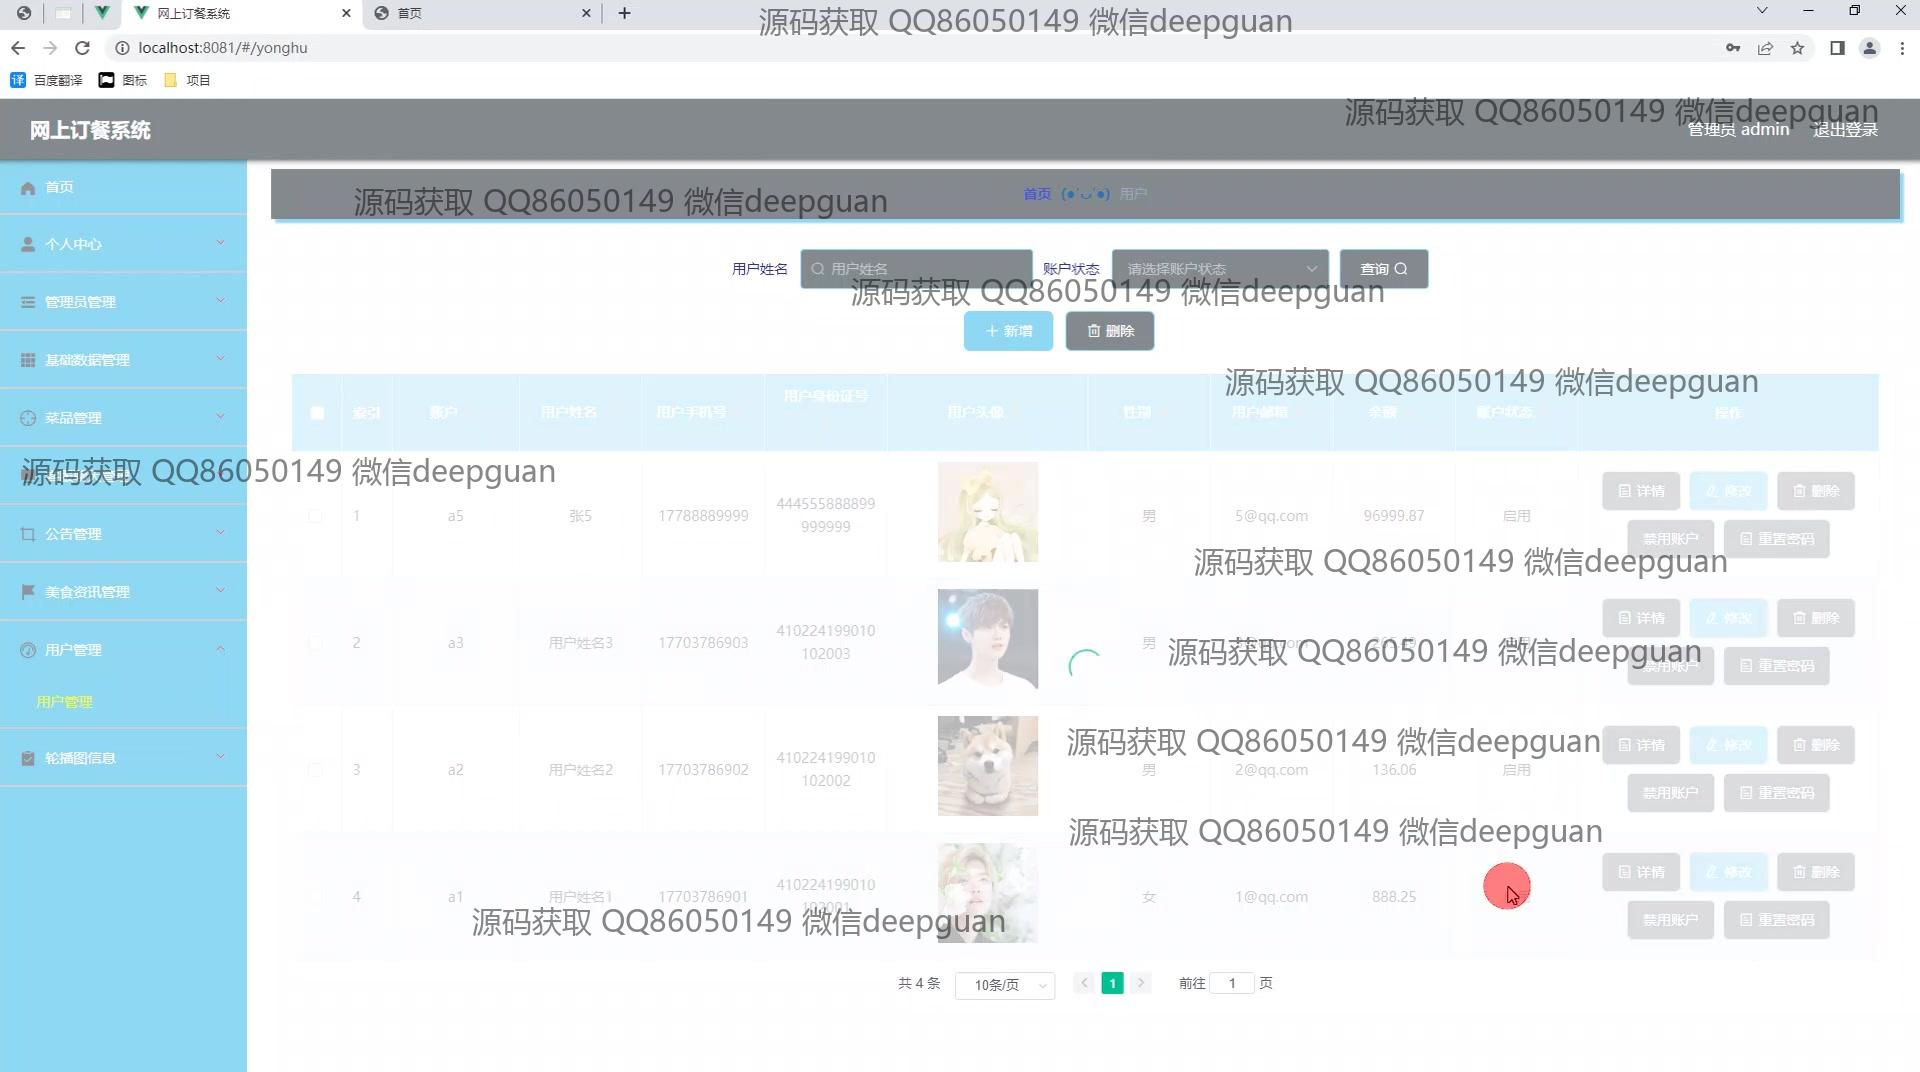 网上订餐系统
首页
源码获取 QQ86050149 微信deepguan
localhost:8081/#/yonghu
百度翻译 图标 项目
源码获取 QQ86050149 微信deepguan
网上订餐系统
管理员 admin 退出登录
首页
源码获取 QQ86050149 微信deepguan
首页 (●'◡'●) 用户
个人中心
用户姓名 用户姓名 账户状态 请选择账户状态 查询
源码获取 QQ86050149 微信deepguan
管理员管理
新增 删除
基础数据管理
源码获取 QQ86050149 微信deepguan
索引 账户 用户姓名 用户手机号 用户身份证号 用户头像 性别 用户邮箱 余额 账户状态 操作
菜品管理
源码获取 QQ86050149 微信deepguan
1 a5 张5 17788889999 444555888899 男 5@qq.com 96999.87 启用 详情 修改 删除
999999
禁用账户 重置密码
公告管理
源码获取 QQ86050149 微信deepguan
美食资讯管理
2 a3 用户姓名3 17703786903 410224199010 男 详情 修改 删除
102003
禁用账户 重置密码
源码获取 QQ86050149 微信deepguan
用户管理
用户管理
源码获取 QQ86050149 微信deepguan
轮播图信息
3 a2 用户姓名2 17703786902 410224199010 男 2@qq.com 136.06 启用 详情 修改 删除
102002
禁用账户 重置密码
源码获取 QQ86050149 微信deepguan
4 a1 用户姓名1 17703786901 410224199010 女 1@qq.com 888.25 详情 修改 删除
102001
禁用账户 重置密码
源码获取 QQ86050149 微信deepguan
共 4 条 10条/页 1 前往 1 页